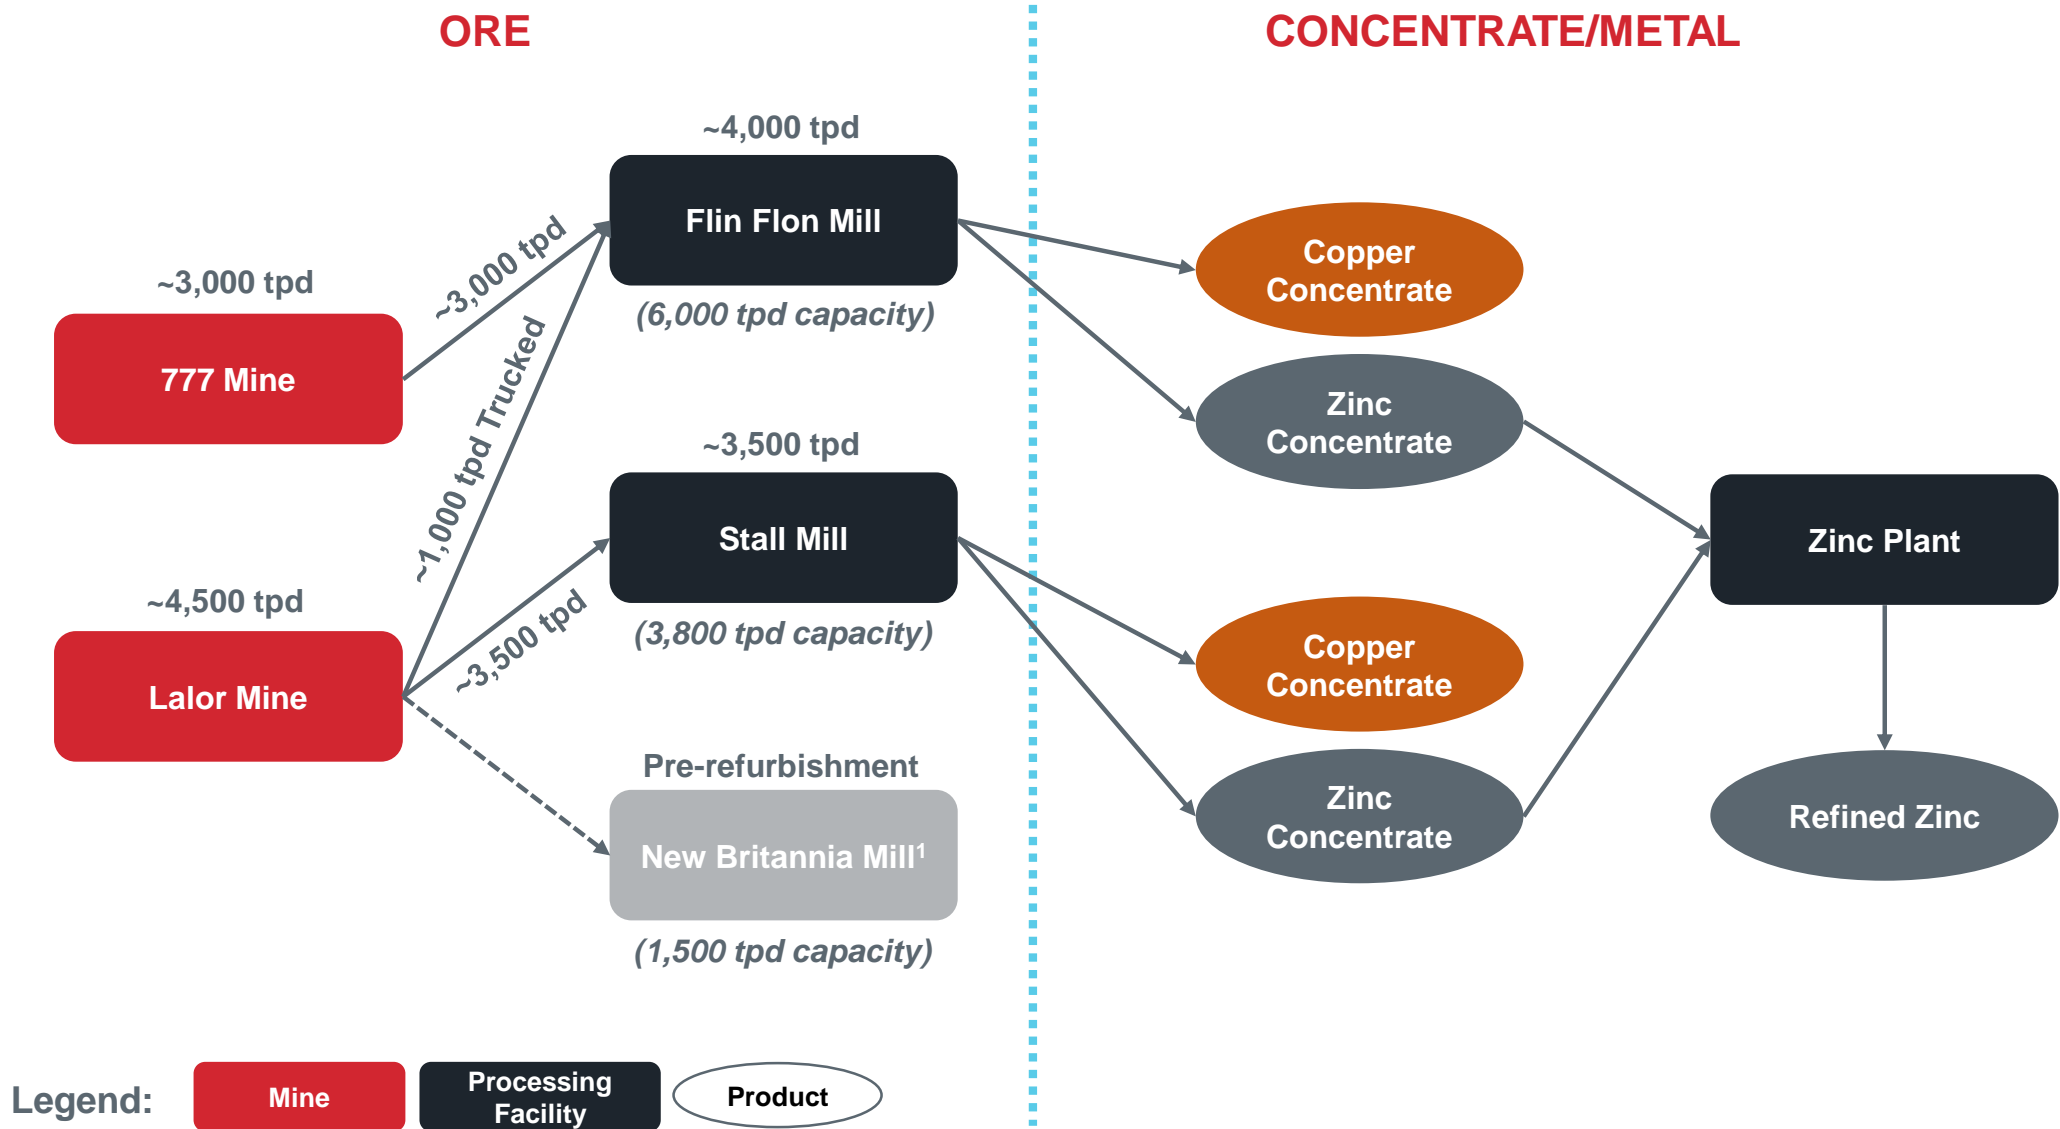 ORE
CONCENTRATE/METAL
~4,000 tpd
Flin Flon Mill
(6,000 tpd capacity)
~3,000 tpd
~3,000 tpd
777 Mine
~1,000 tpd Trucked
Copper
Concentrate
Zinc
Concentrate
~3,500 tpd
Stall Mill
(3,800 tpd capacity)
~3,500 tpd
~4,500 tpd
Lalor Mine
Zinc Plant
Copper
Concentrate
Zinc
Concentrate
Refined Zinc
Pre-refurbishment
New Britannia Mill¹
(1,500 tpd capacity)
Legend:
Mine
Processing
Facility
Product